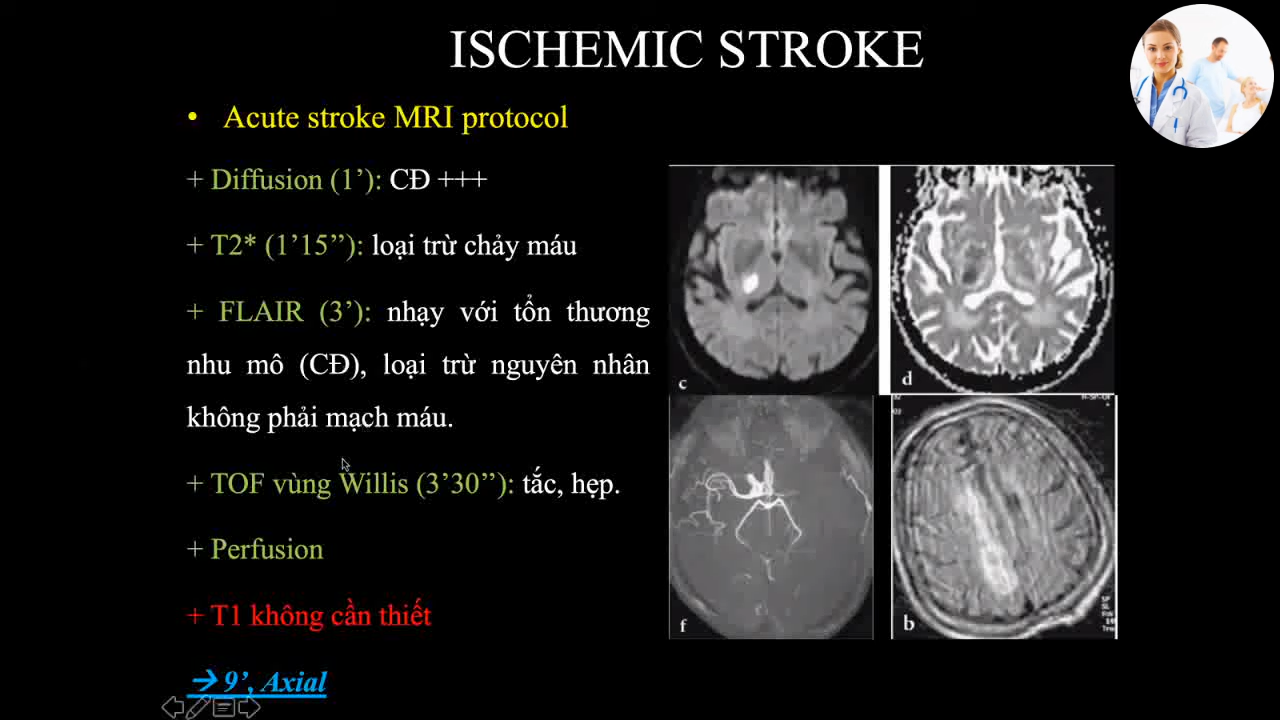 ISCHEMIC STROKE
• Acute stroke MRI protocol
+ Diffusion (1’): CĐ +++
+ T2* (1’15’’): loại trừ chảy máu
+ FLAIR (3’): nhạy với tổn thương
nhu mô (CĐ), loại trừ nguyên nhân
không phải mạch máu.
+ TOF vùng Willis (3’30’’): tắc, hẹp.
+ Perfusion
+ T1 không cần thiết
→ 9’, Axial
c
d
f
b